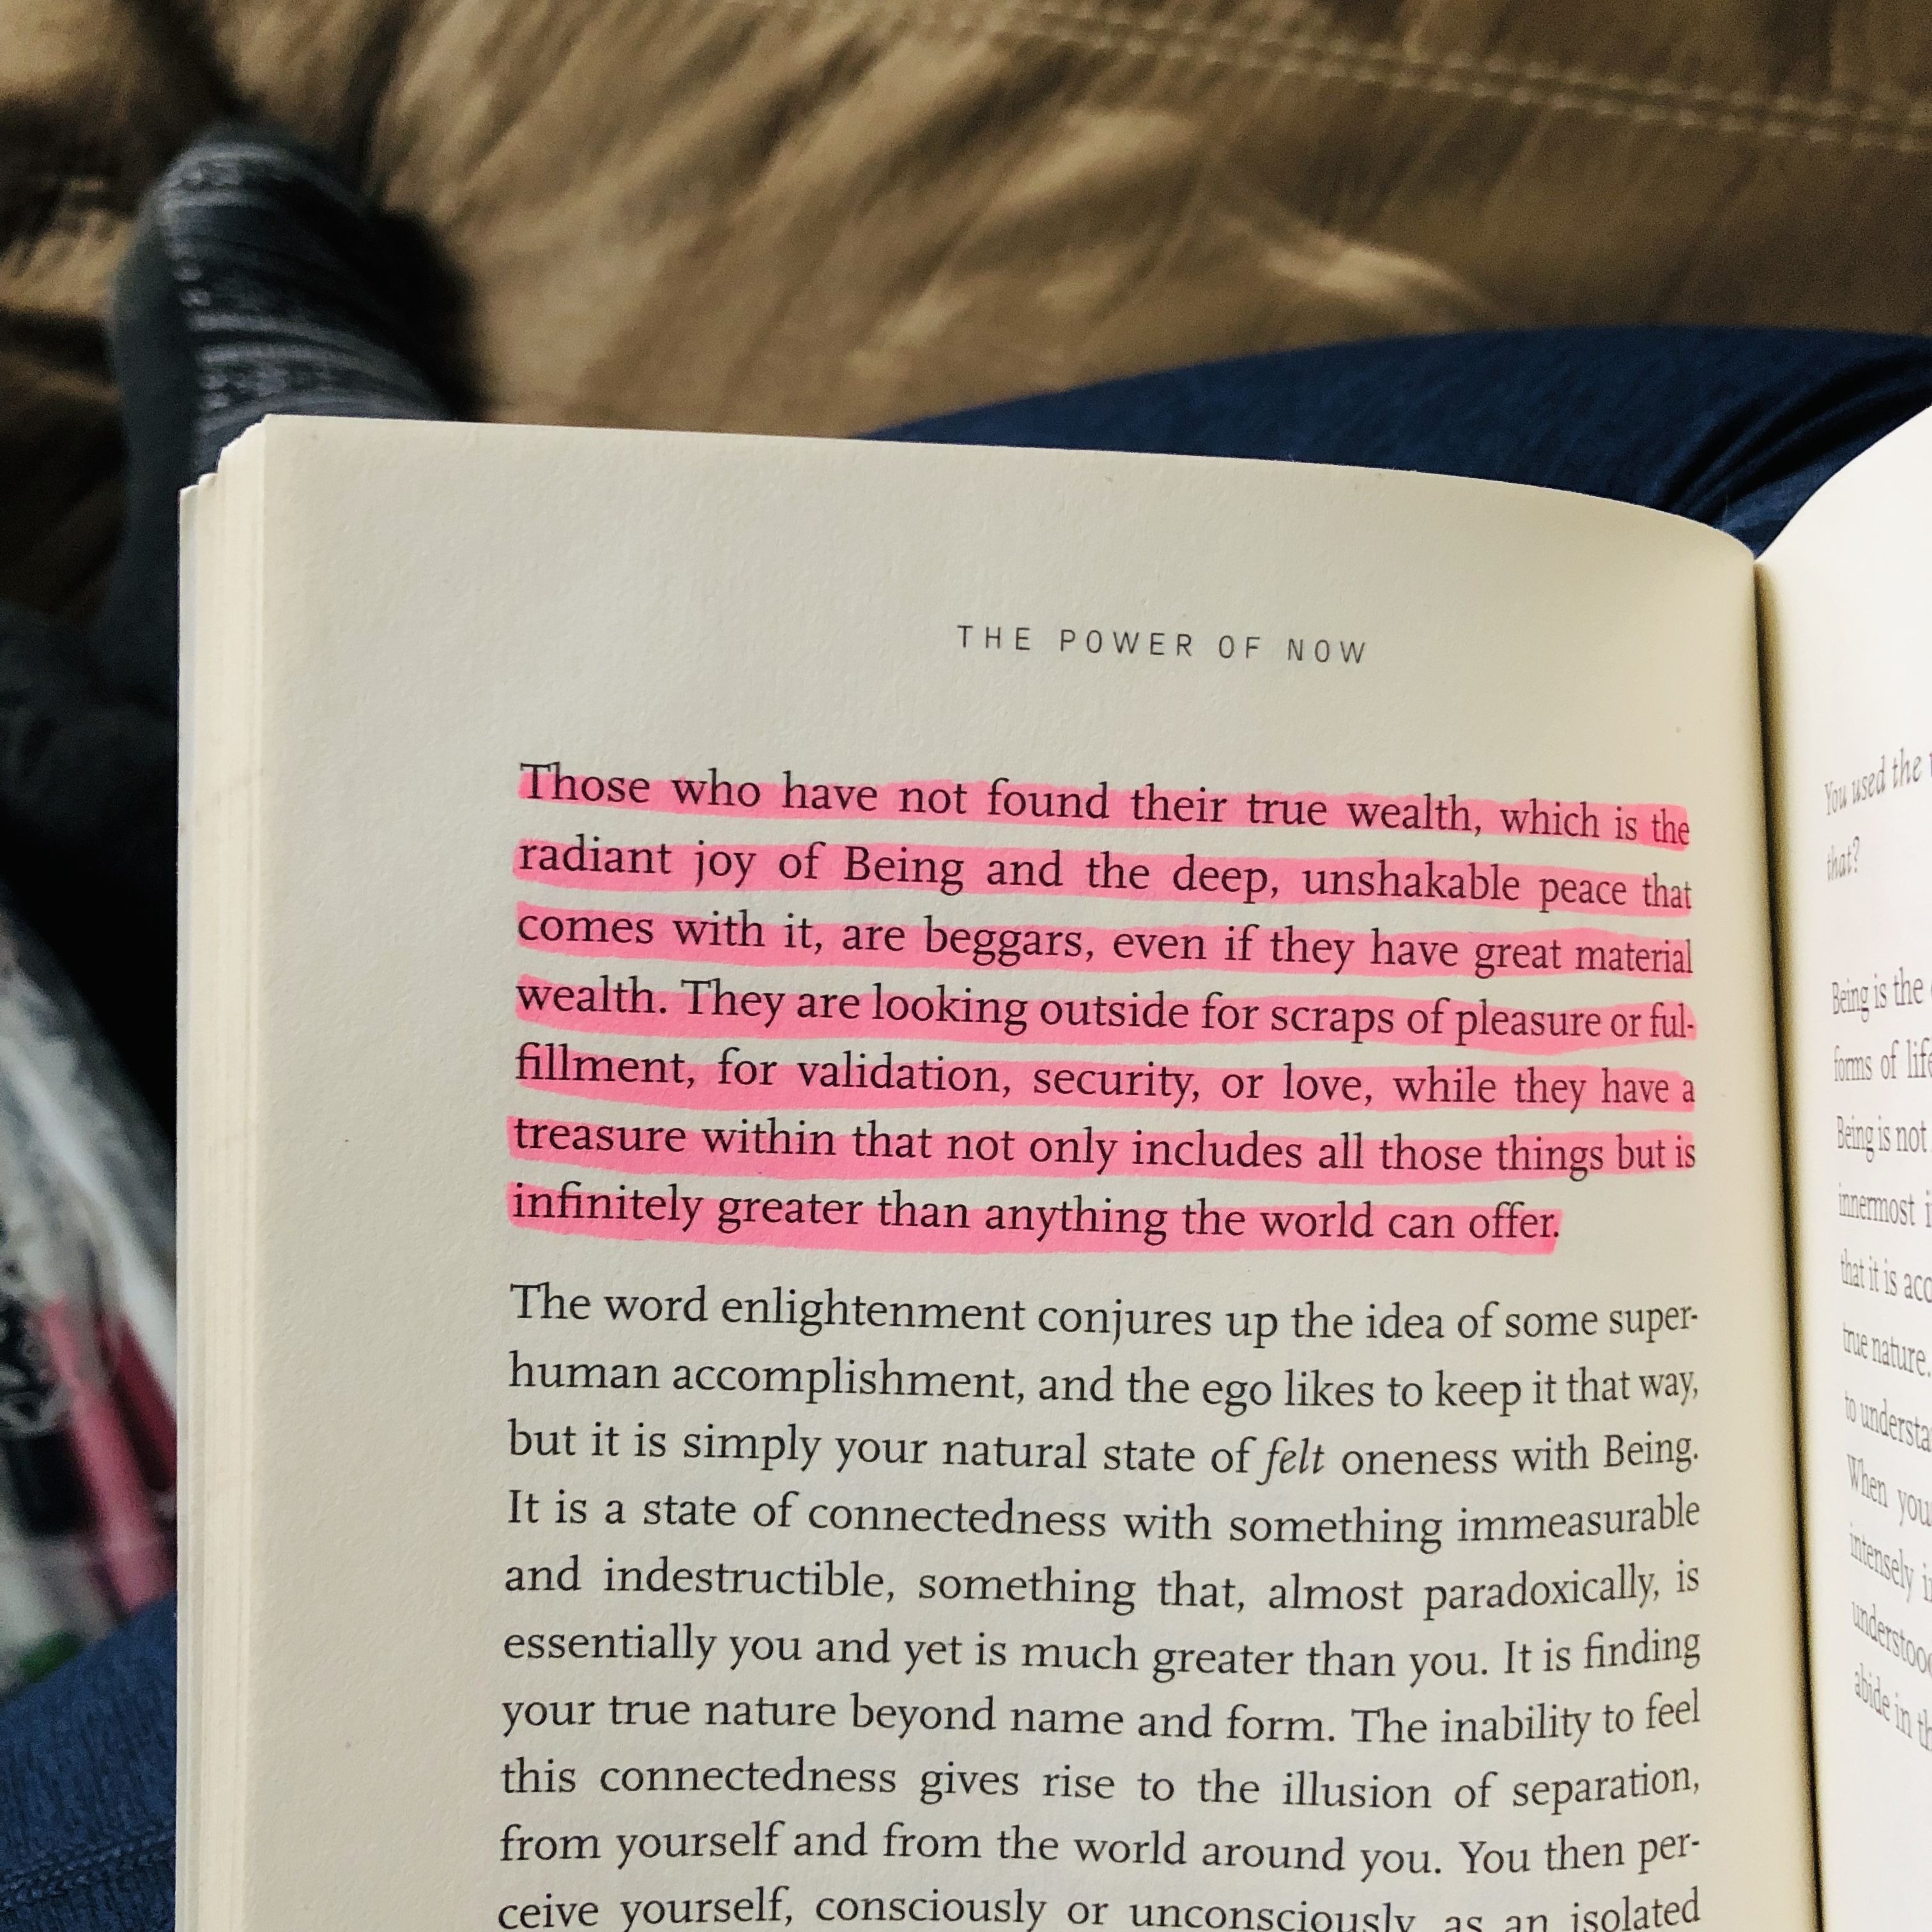 THE POWER OF NOW
Those who have not found their true wealth, which is the
radiant joy of Being and the deep, unshakable peace that
comes with it, are beggars, even if they have great material
wealth. They are looking outside for scraps of pleasure or ful-
fillment, for validation, security, or love, while they have a
treasure within that not only includes all those things but is
infinitely greater than anything the world can offer.
The word enlightenment conjures up the idea of some super-
human accomplishment, and the ego likes to keep it that way,
but it is simply your natural state of felt oneness with Being.
It is a state of connectedness with something immeasurable
and indestructible, something that, almost paradoxically, is
essentially you and yet is much greater than you. It is finding
your true nature beyond name and form. The inability to feel
this connectedness gives rise to the illusion of separation,
from yourself and from the world around you. You then per-
ceive yourself, consciously or unconsciously, as an isolated
You used the
that?
Being is the
forms of life
Being is not
innermost
that it is
true nature.
to
When you
intensely
abide in